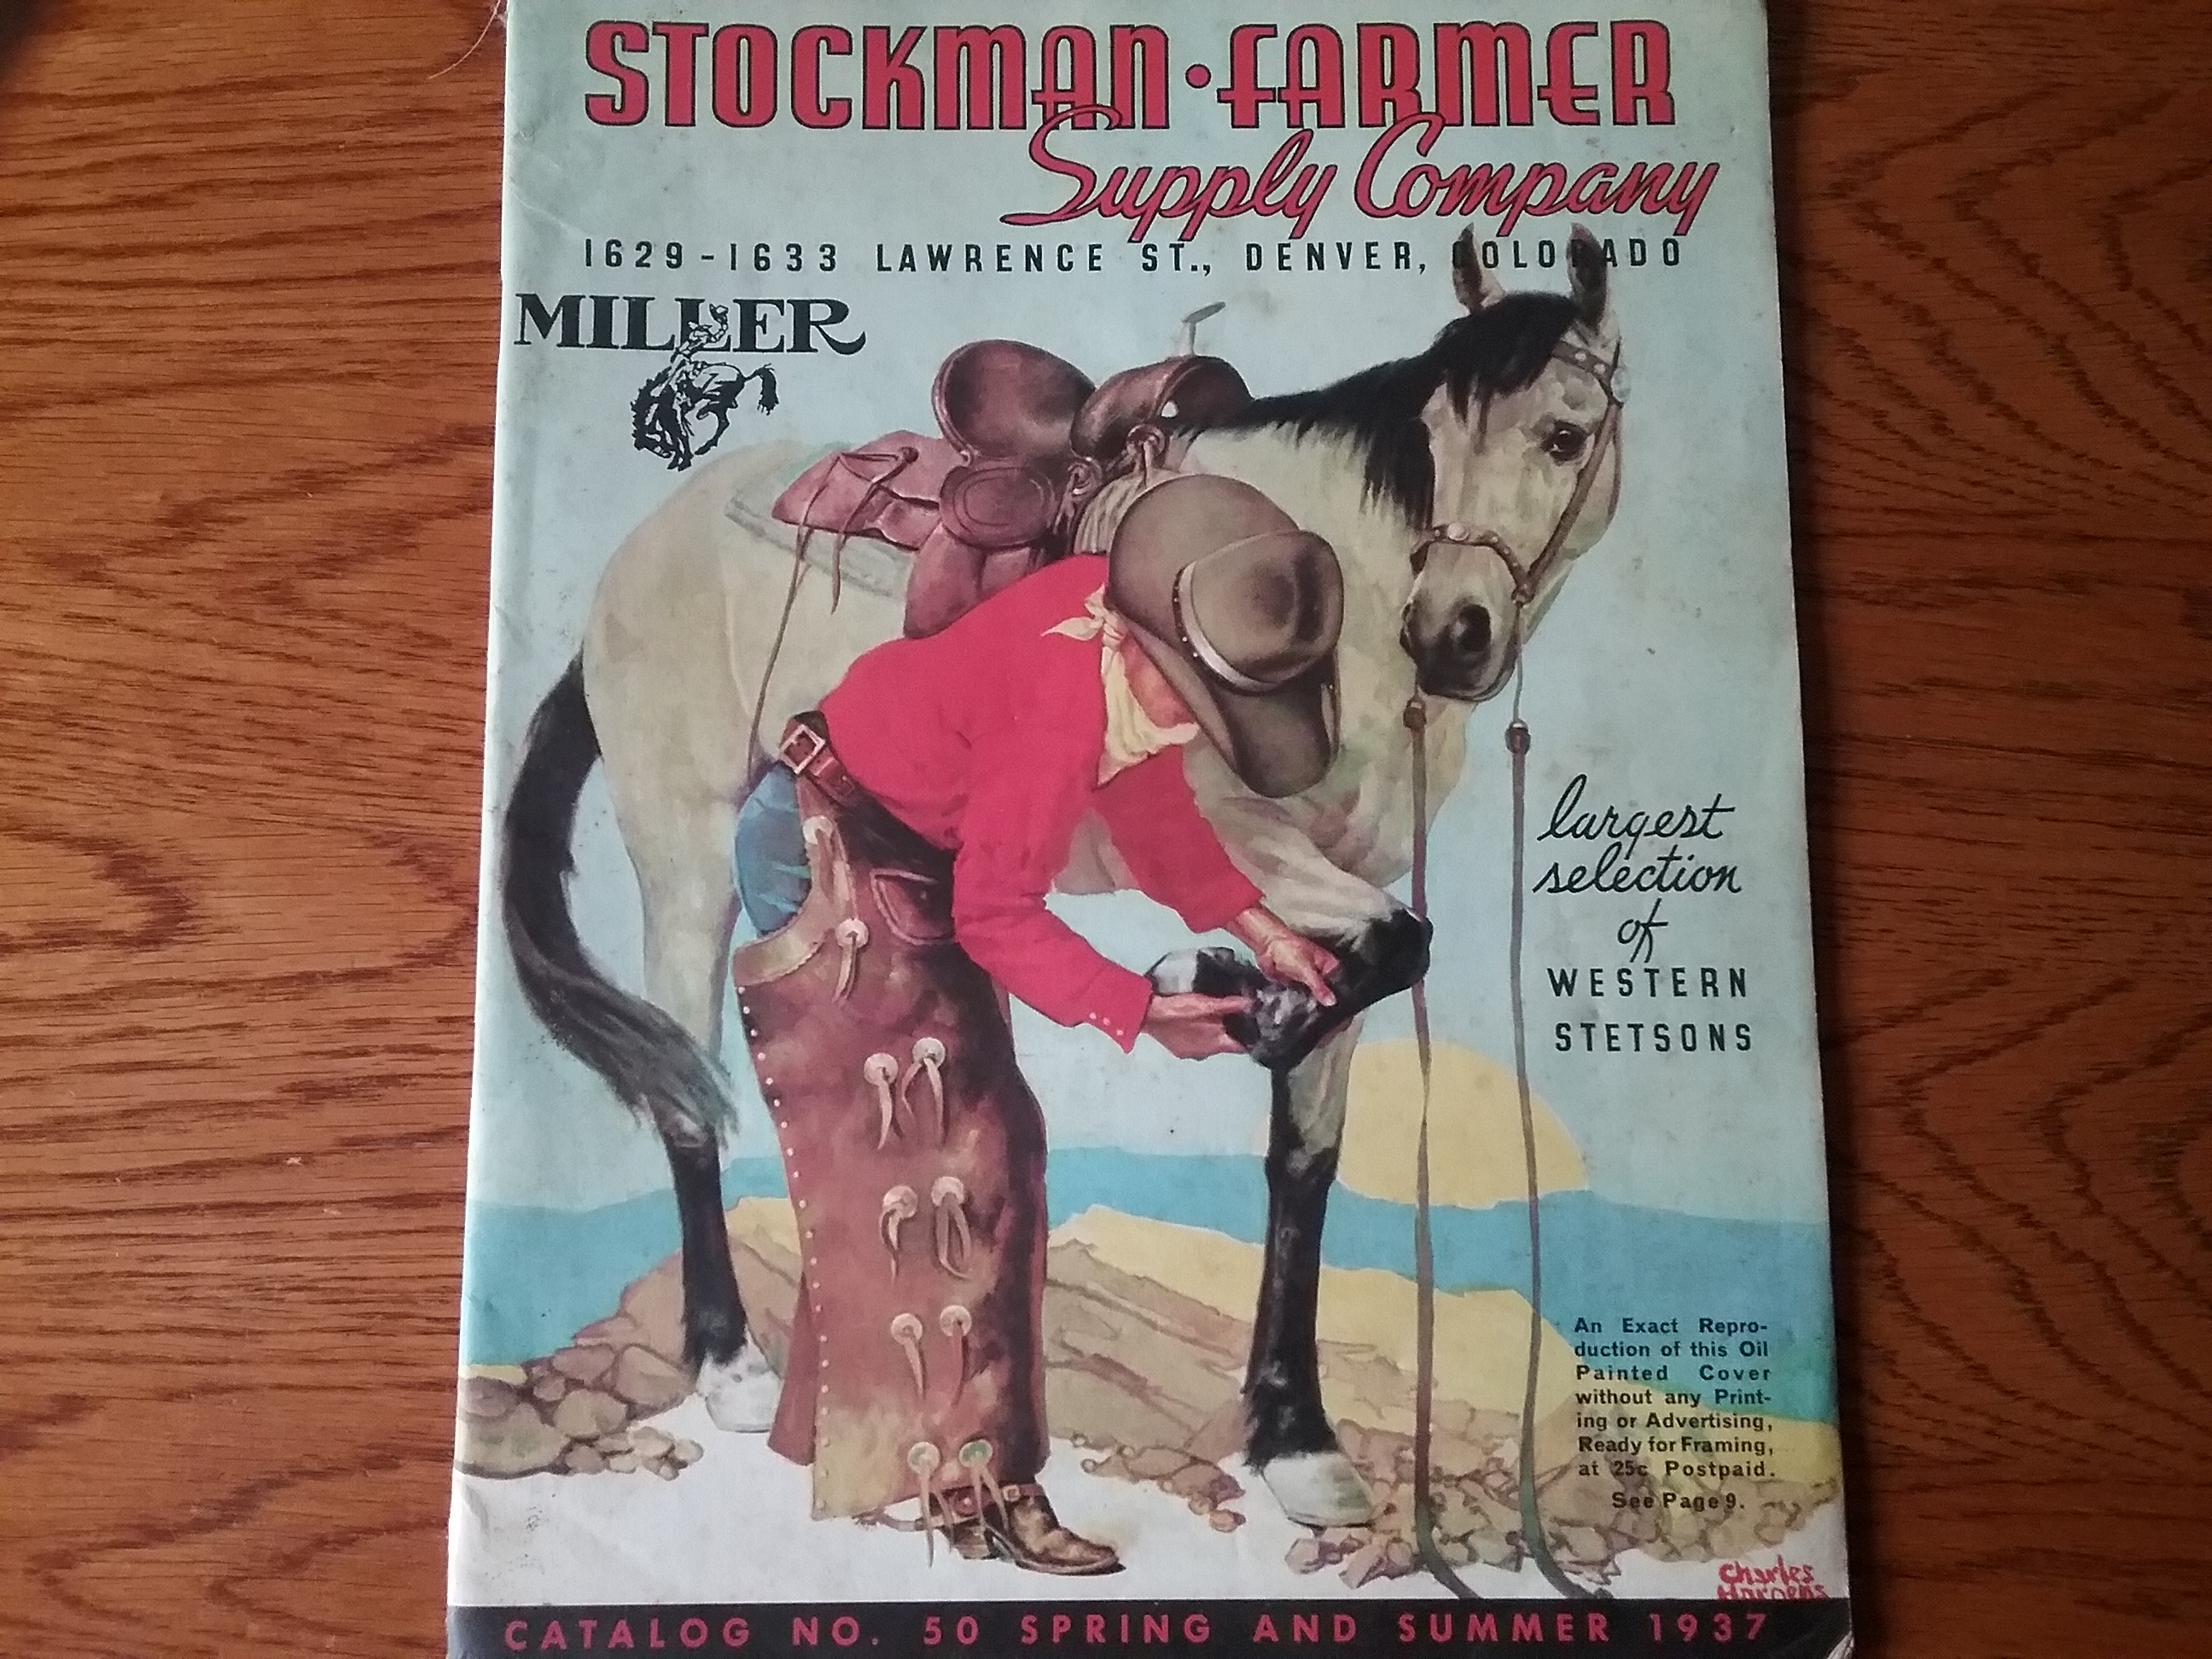 STOCKMAN • FARMER
Supply Company
1629-1633 LAWRENCE ST., DENVER, COLORADO
MILLER
largest
selection
of
WESTERN
STETSONS
An Exact Repro-
duction of this Oil
Painted Cover
without any Print-
ing or Advertising,
Ready for Framing,
at 25c Postpaid.
See Page 9.
Charles
Hargens
CATALOG NO. 50 SPRING AND SUMMER 1937